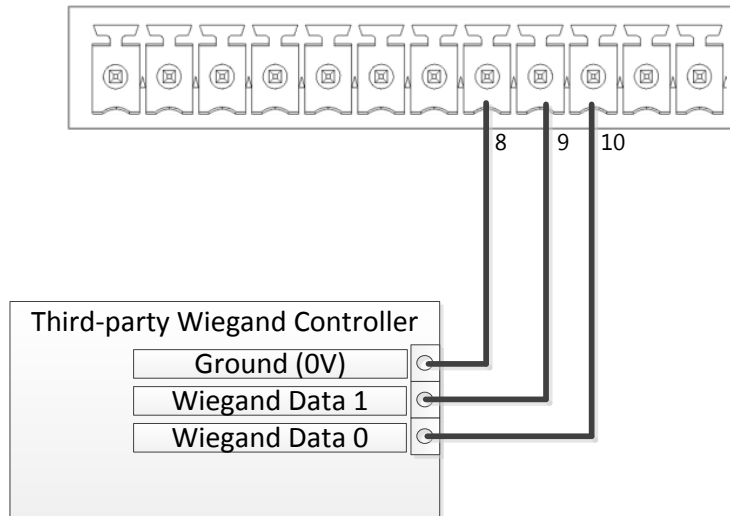 8 9 10
Third-party Wiegand Controller
Ground (0V)
Wiegand Data 1
Wiegand Data 0